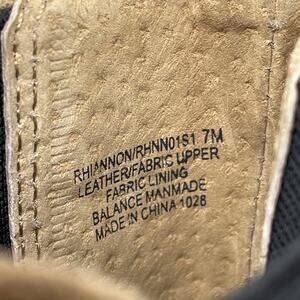 RHIANNON/RHNN01S1 7M
LEATHER/FABRIC UPPER
FABRIC LINING
BALANCE MANMADE
MADE IN CHINA 1028